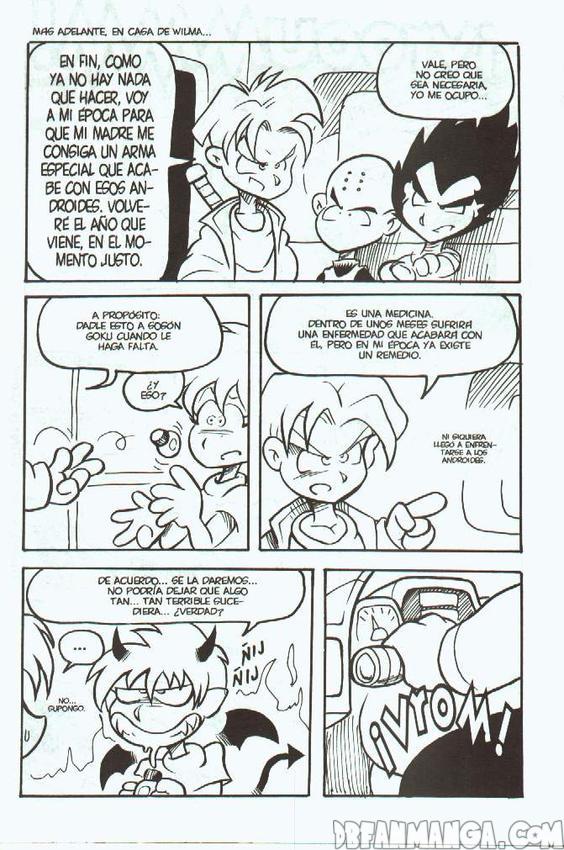 MAS ADELANTE, EN CASA DE WILMA...
EN FIN, COMO
YA NO HAY NADA
QUE HACER, VOY
A MI ÉPOCA PARA
QUE MI MADRE ME
CONSIGA UN ARMA
ESPECIAL QUE ACA-
BE CON ESOS AN-
DROIDES. VOLVE-
RÉ EL AÑO QUE
VIENE, EN EL MO-
MENTO JUSTO.
VALE, PERO
NO CREO QUE
SEA NECESARIA,
YO ME OCUPO...
A PROPÓSITO:
DADLE ESTO A SOSÓN
GOKU CUANDO LE
HAGA FALTA.
¿Y
ESO?
ES UNA MEDICINA.
DENTRO DE UNOS MESES SUFRIRA
UNA ENFERMEDAD QUE ACABARÁ CON
EL, PERO EN MI ÉPOCA YA EXISTE
UN REMEDIO.
NI SIQUIERA
LLEGÓ A ENFREN-
TARSE A LOS
ANDROIDES.
DE ACUERDO... SE LA DAREMOS...
NO PODRÍA DEJAR QUE ALGO
TAN... TAN TERRIBLE SUCE-
DIERA... ¿VERDAD?
...
ÑIJ
ÑIJ
NO...
SUPONGO.
¡VROM!
DBFANMANGA.COM